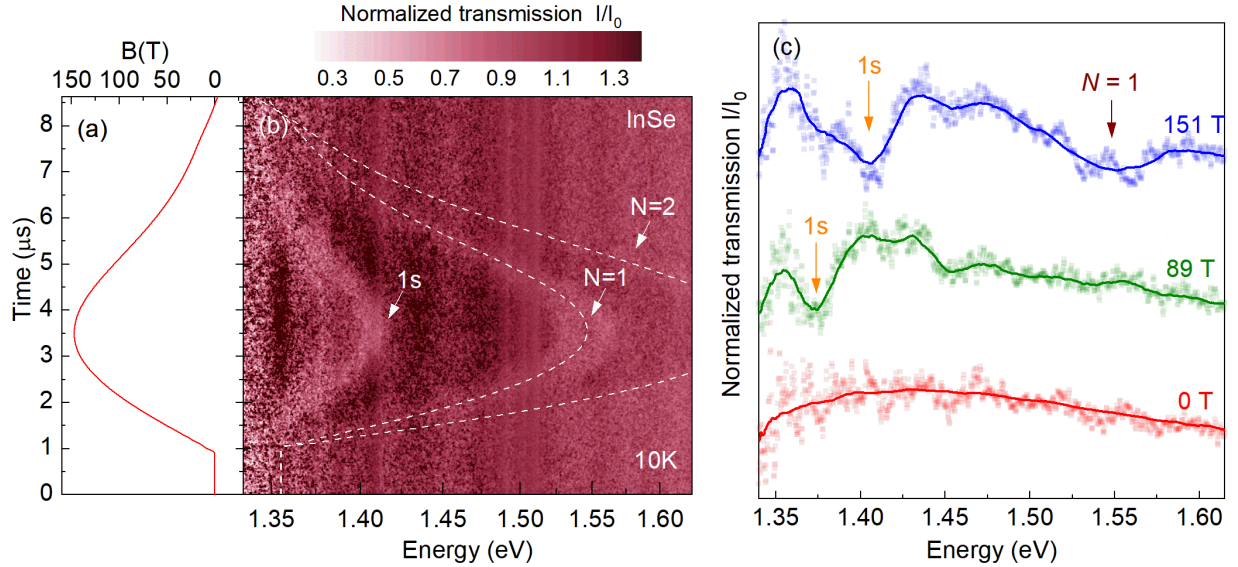 Normalized transmission I/I0
0.3 0.5 0.7 0.9 1.1 1.3
B(T)
150 100 50 0
(a)
(b)
InSe
N=2
N=1
1s
10K
Time (μs)
8
7
6
5
4
3
2
1
0
1.35 1.40 1.45 1.50 1.55 1.60
Energy (eV)
(c)
1s
N = 1
151 T
1s
89 T
0 T
Normalized transmission I/I0
1.35 1.40 1.45 1.50 1.55 1.60
Energy (eV)